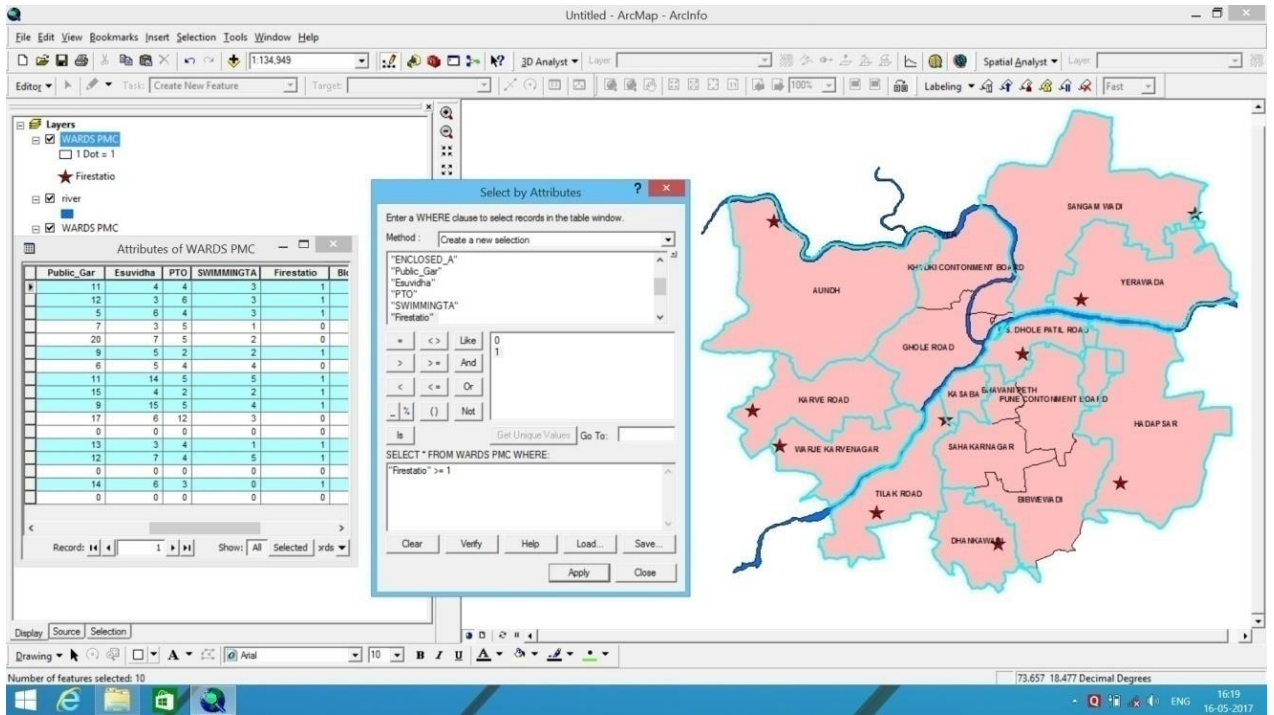 Untitled - ArcMap - ArcInfo
File Edit View Bookmarks Insert Selection Tools Window Help
1:134,949
3D Analyst
Layer:
Spatial Analyst
Layer:
Editor
Task: Create New Feature
Target:
100%
Labeling
Fast
Layers
WARDS PMC
1 Dot = 1
Firestatio
river
WARDS PMC
Attributes of WARDS PMC
Public_Gar Esuvidha PTO SWIMMINGTA Firestatio
11 4 4 3 1
12 3 6 3 1
5 6 4 3 1
7 3 5 1 0
20 7 5 2 0
9 5 2 2 1
6 5 4 4 0
11 14 5 5 1
15 4 2 2 1
9 15 5 4 1
17 6 12 3 0
0 0 0 0 0
13 3 4 1 1
12 7 4 5 1
0 0 0 0 0
14 6 3 0 1
0 0 0 0 0
Record: 1 Show: All Selected rds
Select by Attributes
? ×
Enter a WHERE clause to select records in the table window.
Method : Create a new selection
"ENCLOSED_A"
"Public_Gar"
"Esuvidha"
"PTO"
"SWIMMINGTA"
"Firestatio"
= <> Like
> >= And
< <= Or
_ % () Not
Is
0
1
Get Unique Values Go To:
SELECT * FROM WARDS PMC WHERE:
"Firestatio" >= 1
Clear Verify Help Load... Save...
Apply Close
SANGAM WADI
KHADKI CONTONMENT BOARD
YERAWADA
AUNDH
DHOLE PATIL ROAD
GHOLE ROAD
BHAVANI PETH
KASABA
PUNE CONTONMENT BOARD
KARVE ROAD
HADAPSAR
WARJE KARVENAGAR
SAHAKARNAGAR
TILAK ROAD
BIBWEWADI
DHANKAWADI
Display Source Selection
Drawing A Arial 10 B I U A
Number of features selected: 10
73.657 18.477 Decimal Degrees
ENG
16:19
16-05-2017